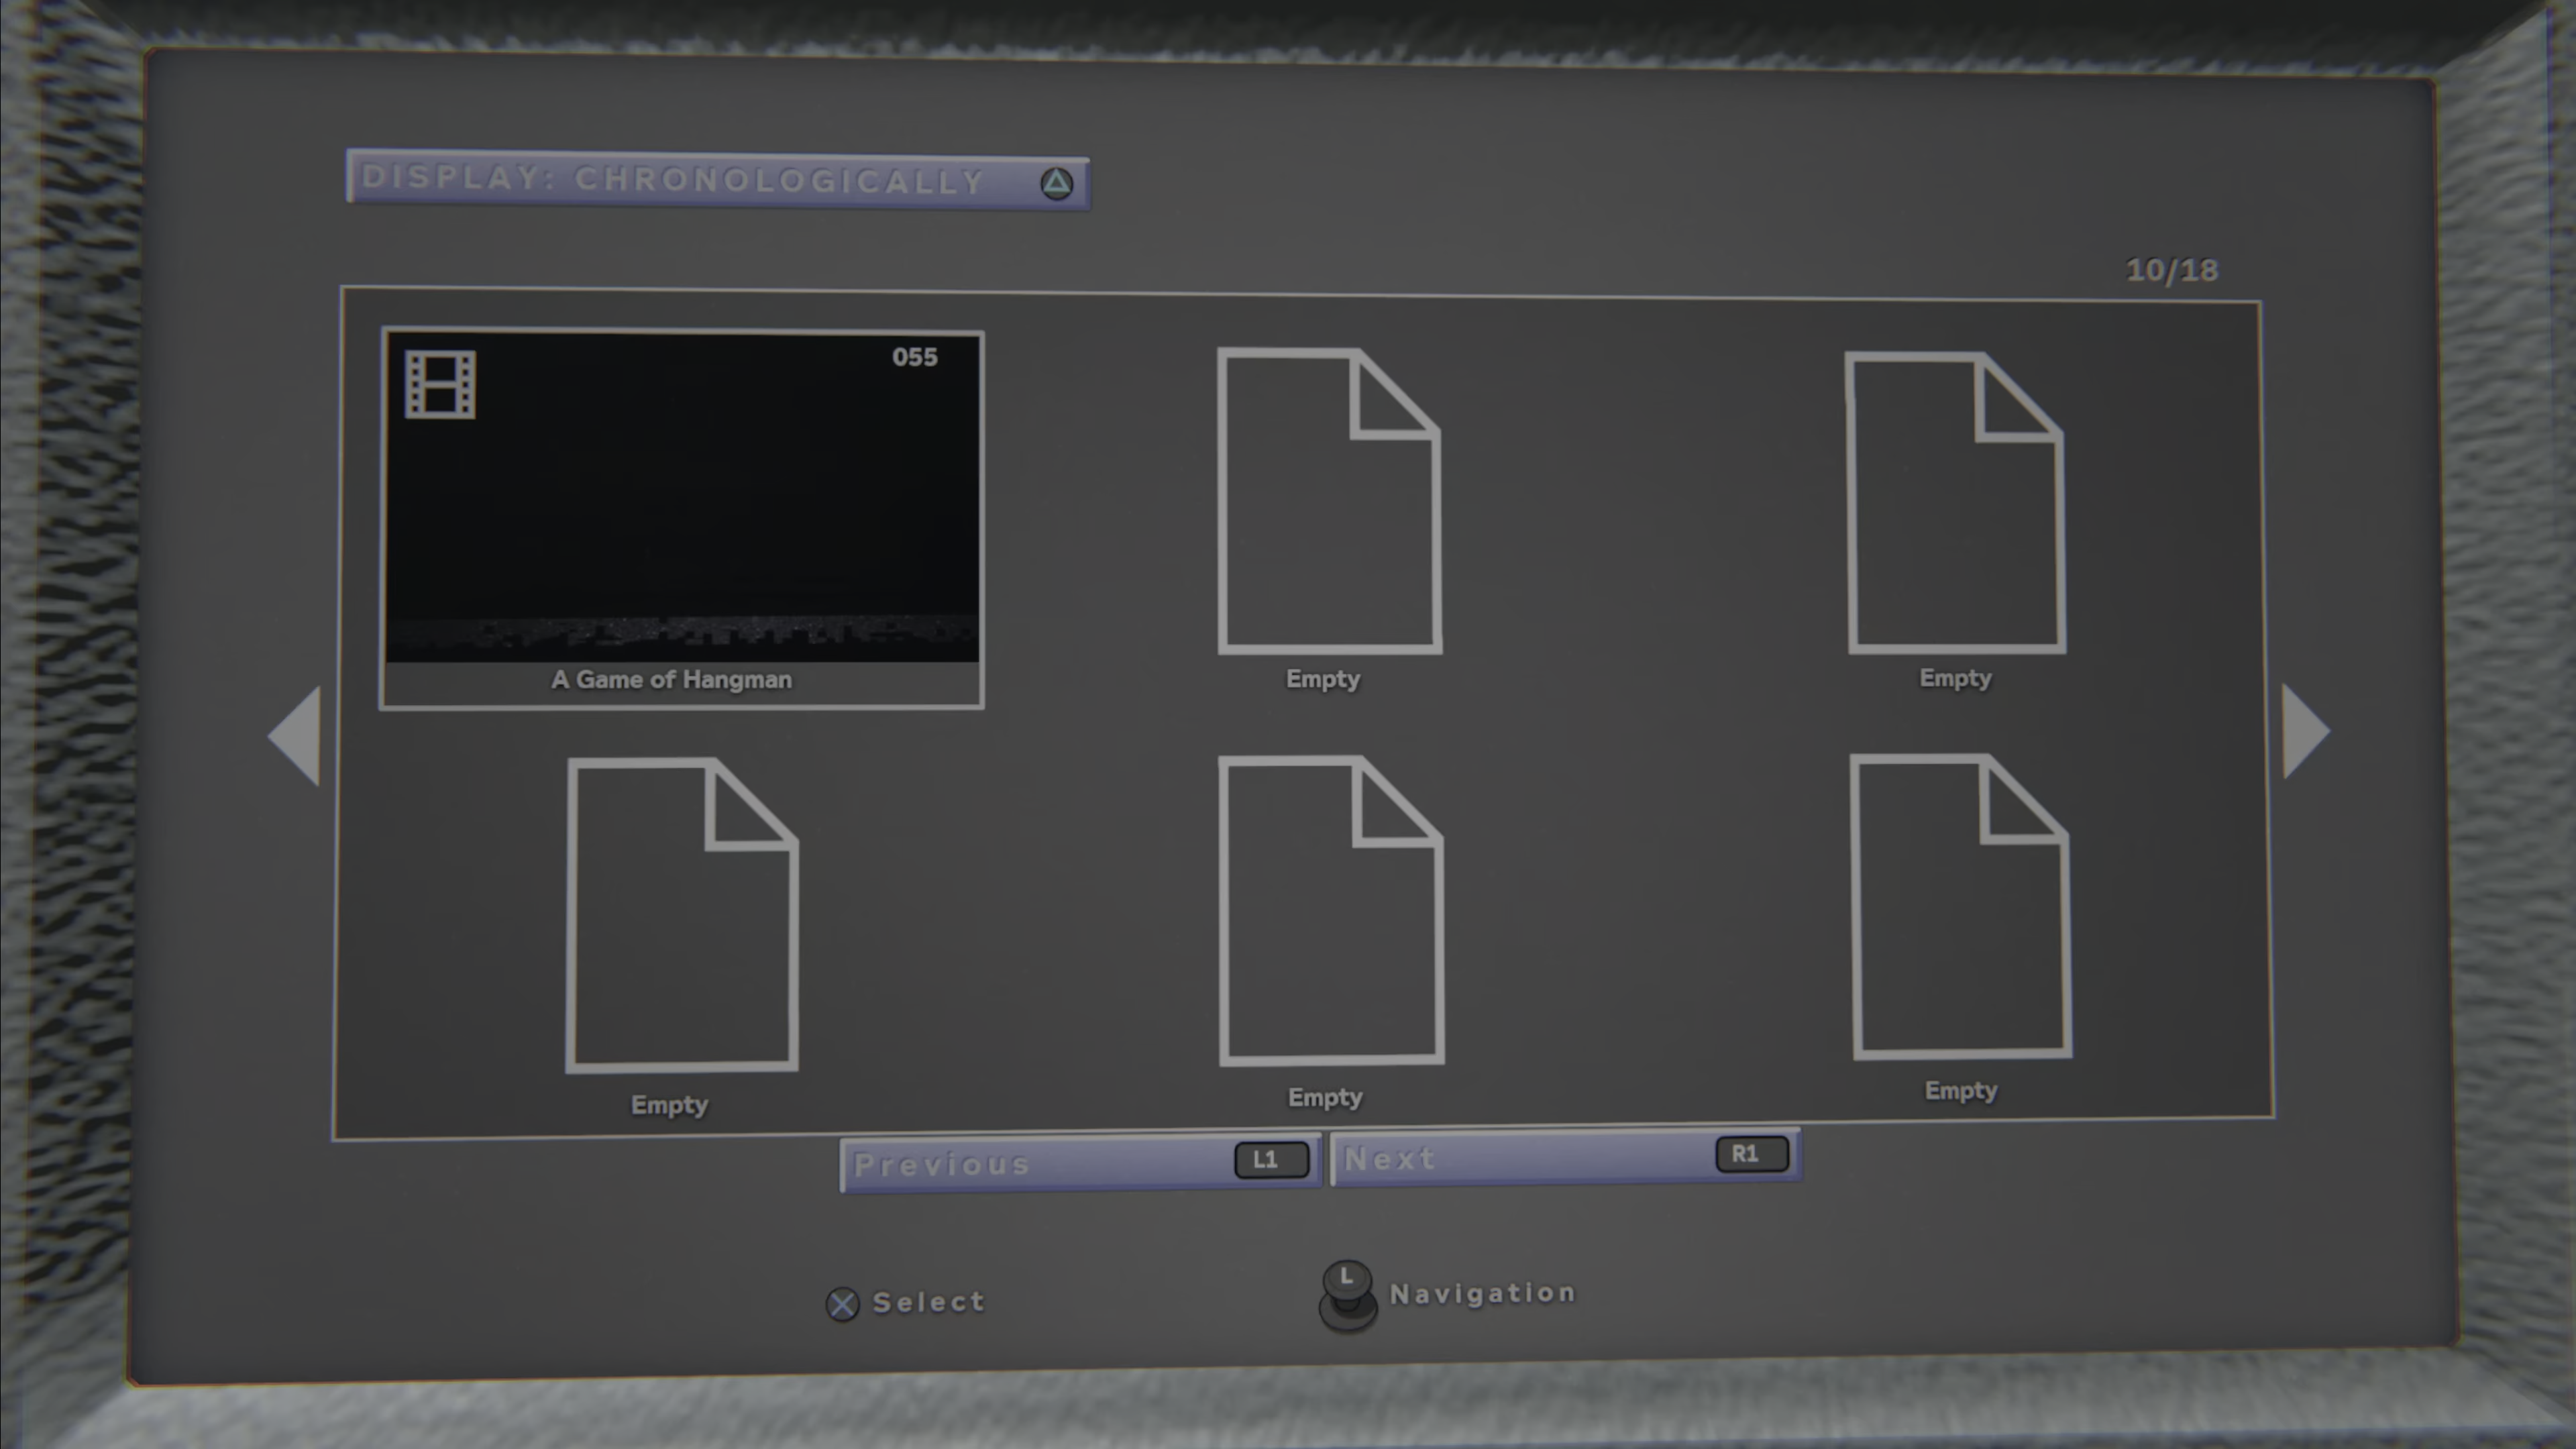 DISPLAY: CHRONOLOGICALLY
10/18
055
A Game of Hangman
Empty
Empty
Empty
Empty
Empty
Previous L1
Next R1
Select
L Navigation